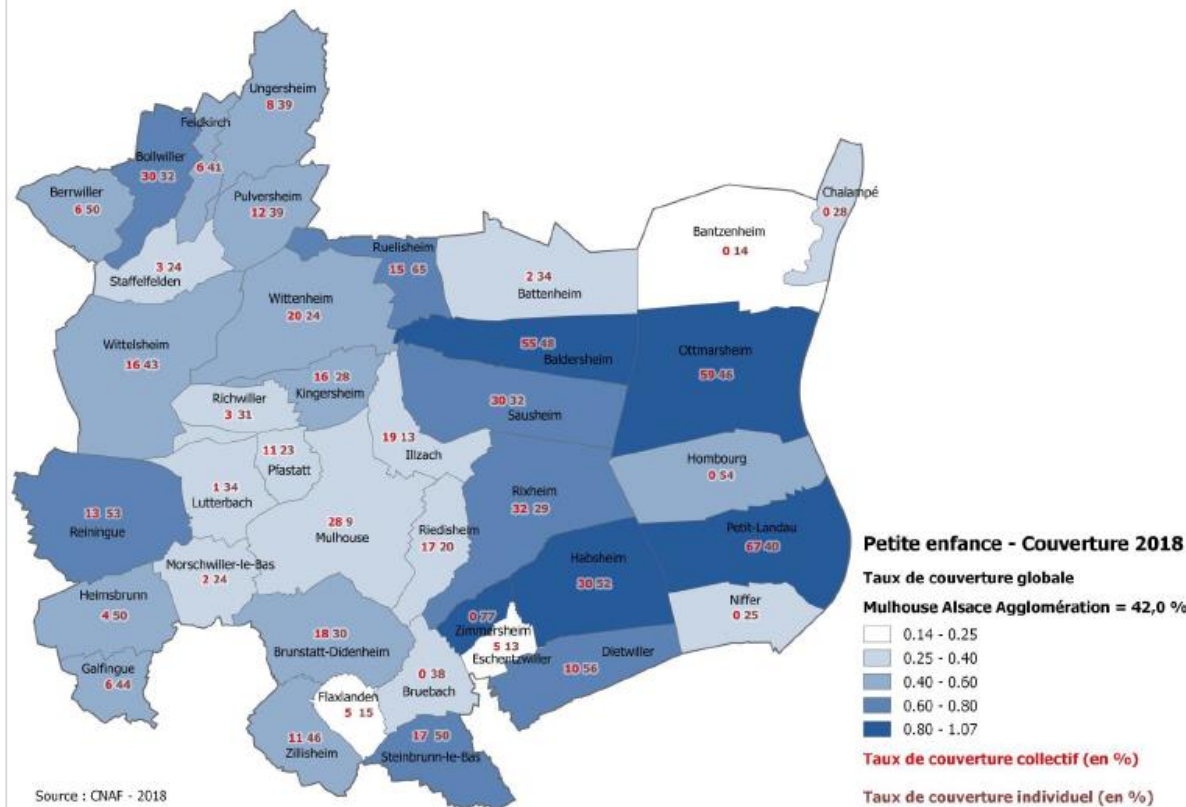 Ungersheim
8 39
Feldkirch
6 41
Bollwiller
30 32
Berrwiller
6 50
Pulversheim
12 39
Chalampé
0 28
Bantzenheim
0 14
Ruelisheim
15 65
3 24
Staffelfelden
2 34
Battenheim
Wittenheim
20 24
Wittelsheim
16 43
55 48
Baldersheim
Ottmarsheim
59 46
16 28
Kingersheim
Richwiller
3 31
30 32
Sausheim
19 13
Illzach
11 23
Pfastatt
Hombourg
0 54
1 34
Lutterbach
Rixheim
32 29
13 53
Reiningue
28 9
Mulhouse
Riedisheim
17 20
Petit-Landau
67 40
Habsheim
30 52
Morschwiller-le-Bas
2 24
Heimsbrunn
4 50
Niffer
0 25
0 77
Zimmersheim
5 13
Eschentzwiller
18 30
Brunstatt-Didenheim
Dietwiller
10 56
Galfingue
6 44
0 38
Bruebach
Flaxlanden
5 15
11 46
Zillisheim
17 50
Steinbrunn-le-Bas
Petite enfance - Couverture 2018
Taux de couverture globale
Mulhouse Alsace Agglomération = 42,0 %
0.14 - 0.25
0.25 - 0.40
0.40 - 0.60
0.60 - 0.80
0.80 - 1.07
Taux de couverture collectif (en %)
Taux de couverture individuel (en %)
Source : CNAF - 2018